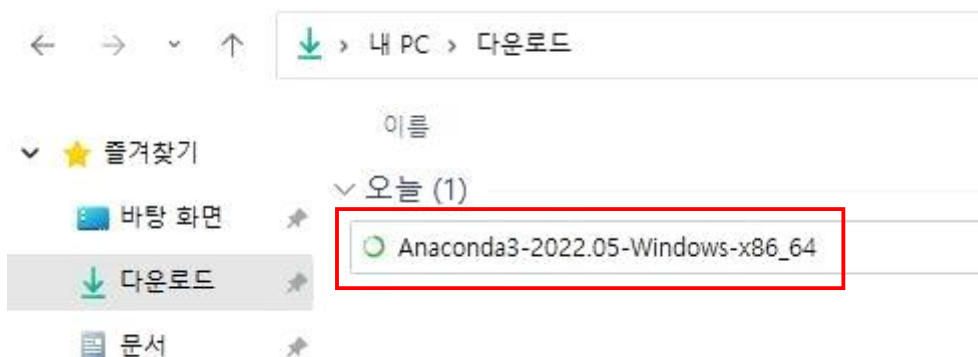 내 PC > 다운로드
이름
즐겨찾기
오늘 (1)
바탕 화면
Anaconda3-2022.05-Windows-x86_64
다운로드
문서